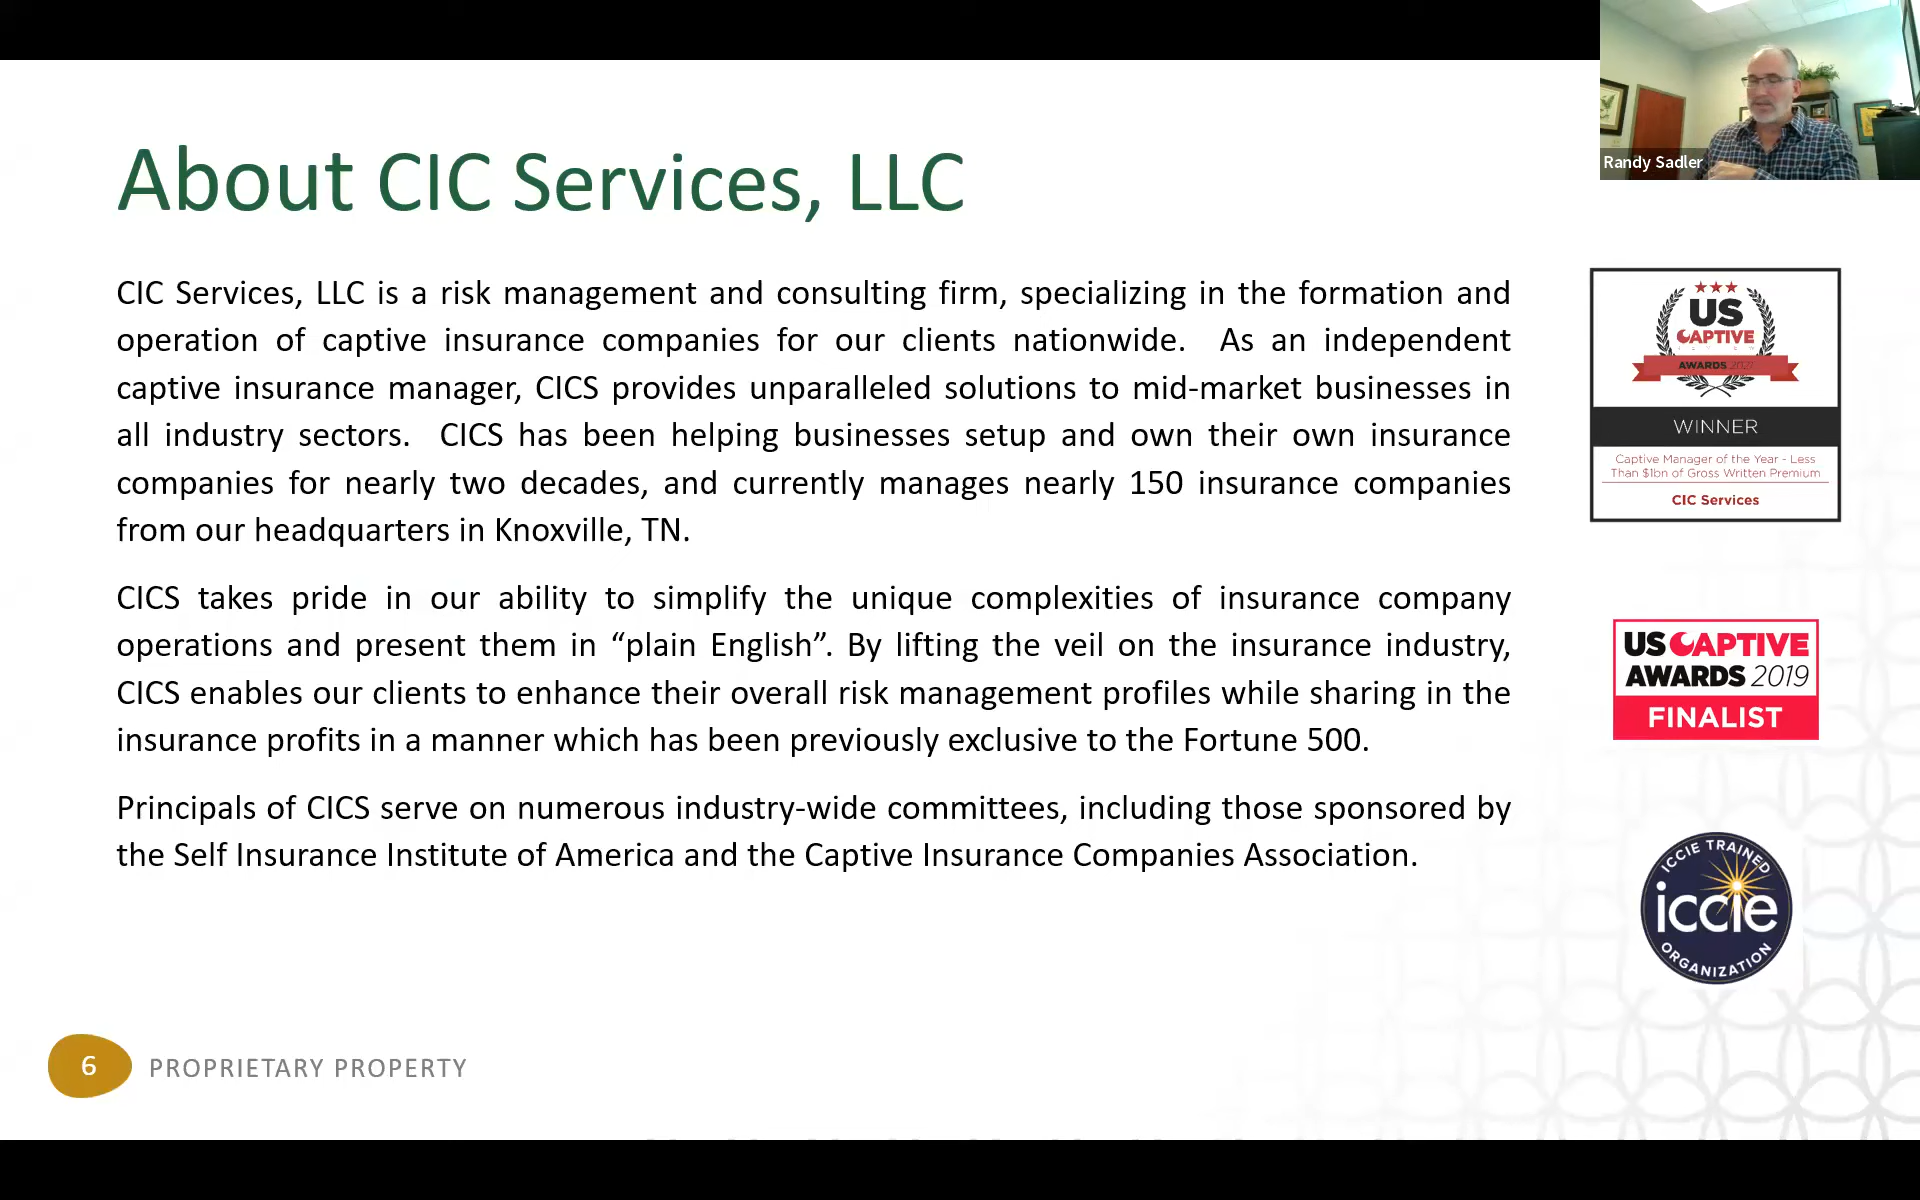 Randy Sadler
About CIC Services, LLC
CIC Services, LLC is a risk management and consulting firm, specializing in the formation and
operation of captive insurance companies for our clients nationwide. As an independent
captive insurance manager, CICS provides unparalleled solutions to mid-market businesses in
all industry sectors. CICS has been helping businesses setup and own their own insurance
companies for nearly two decades, and currently manages nearly 150 insurance companies
from our headquarters in Knoxville, TN.
CICS takes pride in our ability to simplify the unique complexities of insurance company
operations and present them in “plain English”. By lifting the veil on the insurance industry,
CICS enables our clients to enhance their overall risk management profiles while sharing in the
insurance profits in a manner which has been previously exclusive to the Fortune 500.
Principals of CICS serve on numerous industry-wide committees, including those sponsored by
the Self Insurance Institute of America and the Captive Insurance Companies Association.
US
CAPTIVE
AWARDS
WINNER
Captive Manager of the Year - Less
Than $1bn of Gross Written Premium
CIC Services
US CAPTIVE
AWARDS 2019
FINALIST
ICCIE TRAINED
iccie
ORGANIZATION
6
PROPRIETARY PROPERTY